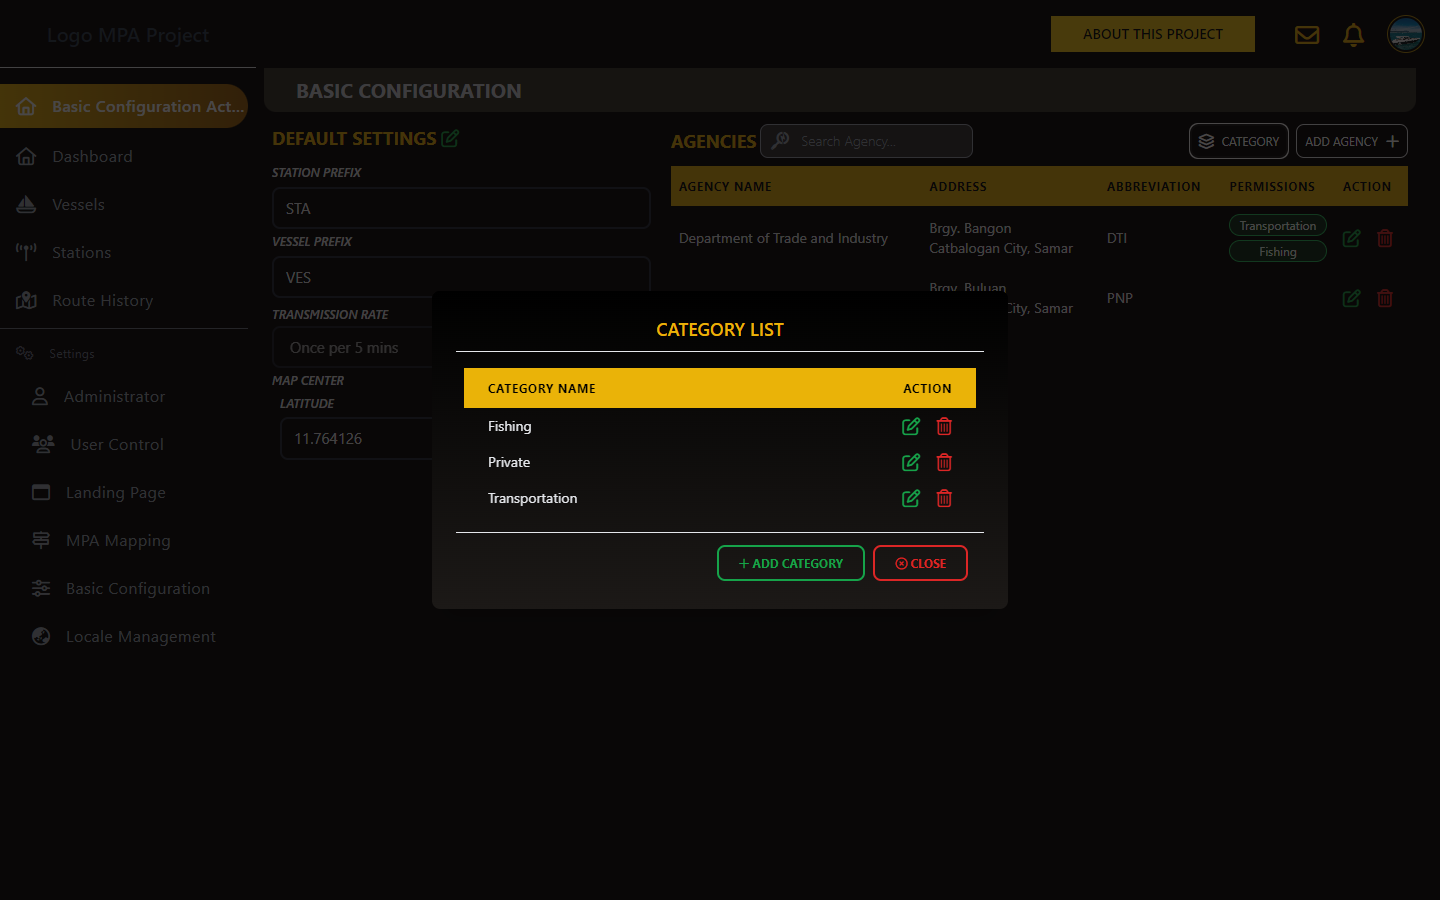 Logo MPA Project
ABOUT THIS PROJECT
Basic Configuration Act...
Dashboard
Vessels
Stations
Route History
Settings
Administrator
User Control
Landing Page
MPA Mapping
Basic Configuration
Locale Management
BASIC CONFIGURATION
DEFAULT SETTINGS
STATION PREFIX
STA
VESSEL PREFIX
VES
TRANSMISSION RATE
Once per 5 mins
MAP CENTER
LATITUDE
11.764126
AGENCIES
Search Agency...
CATEGORY
ADD AGENCY
AGENCY NAME ADDRESS ABBREVIATION PERMISSIONS ACTION
Department of Trade and Industry
Brgy. Bangon
Catbalogan City, Samar
DTI
Transportation
Fishing
Brgy. Buluan
City, Samar
PNP
CATEGORY LIST
CATEGORY NAME ACTION
Fishing
Private
Transportation
ADD CATEGORY
CLOSE